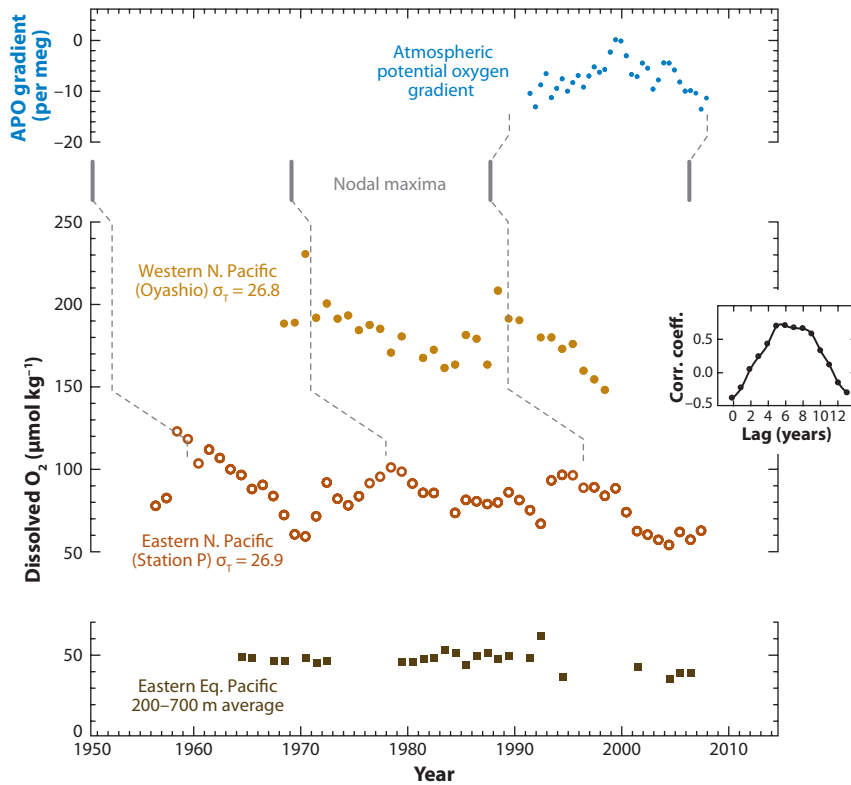 APO gradient
(per meg)
0
−10
−20
Atmospheric
potential oxygen
gradient
Nodal maxima
Dissolved O₂ (µmol kg⁻¹)
250
200
150
100
50
Western N. Pacific
(Oyashio) σ_T = 26.8
Corr. coeff.
0.5
0.0
−0.5
0 2 4 6 8 10 12
Lag (years)
Eastern N. Pacific
(Station P) σ_T = 26.9
50
0
Eastern Eq. Pacific
200–700 m average
1950 1960 1970 1980 1990 2000 2010
Year